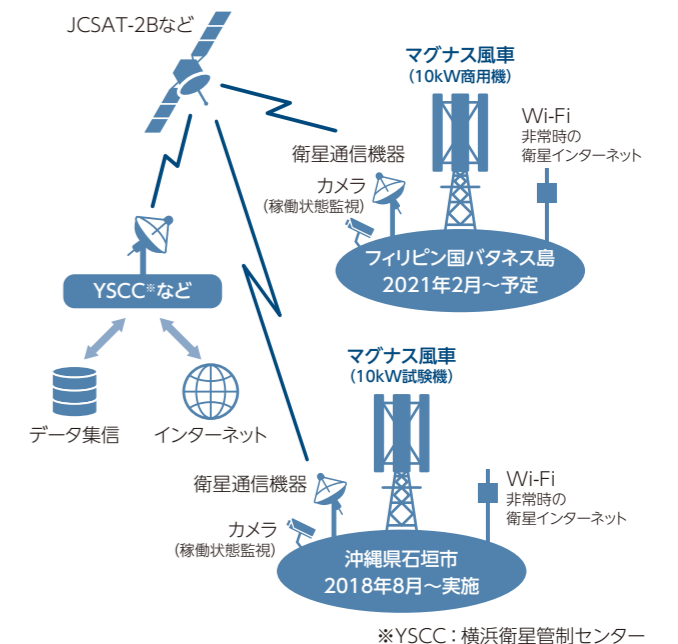 JCSAT-2Bなど
マグナス風車
(10kW商用機)
Wi-Fi
非常時の
衛星インターネット
衛星通信機器
カメラ
(稼働状態監視)
フィリピン国バタネス島
2021年2月～予定
YSCC※など
データ集信
インターネット
マグナス風車
(10kW試験機)
衛星通信機器
カメラ
(稼働状態監視)
Wi-Fi
非常時の
衛星インターネット
沖縄県石垣市
2018年8月～実施
※YSCC：横浜衛星管制センター